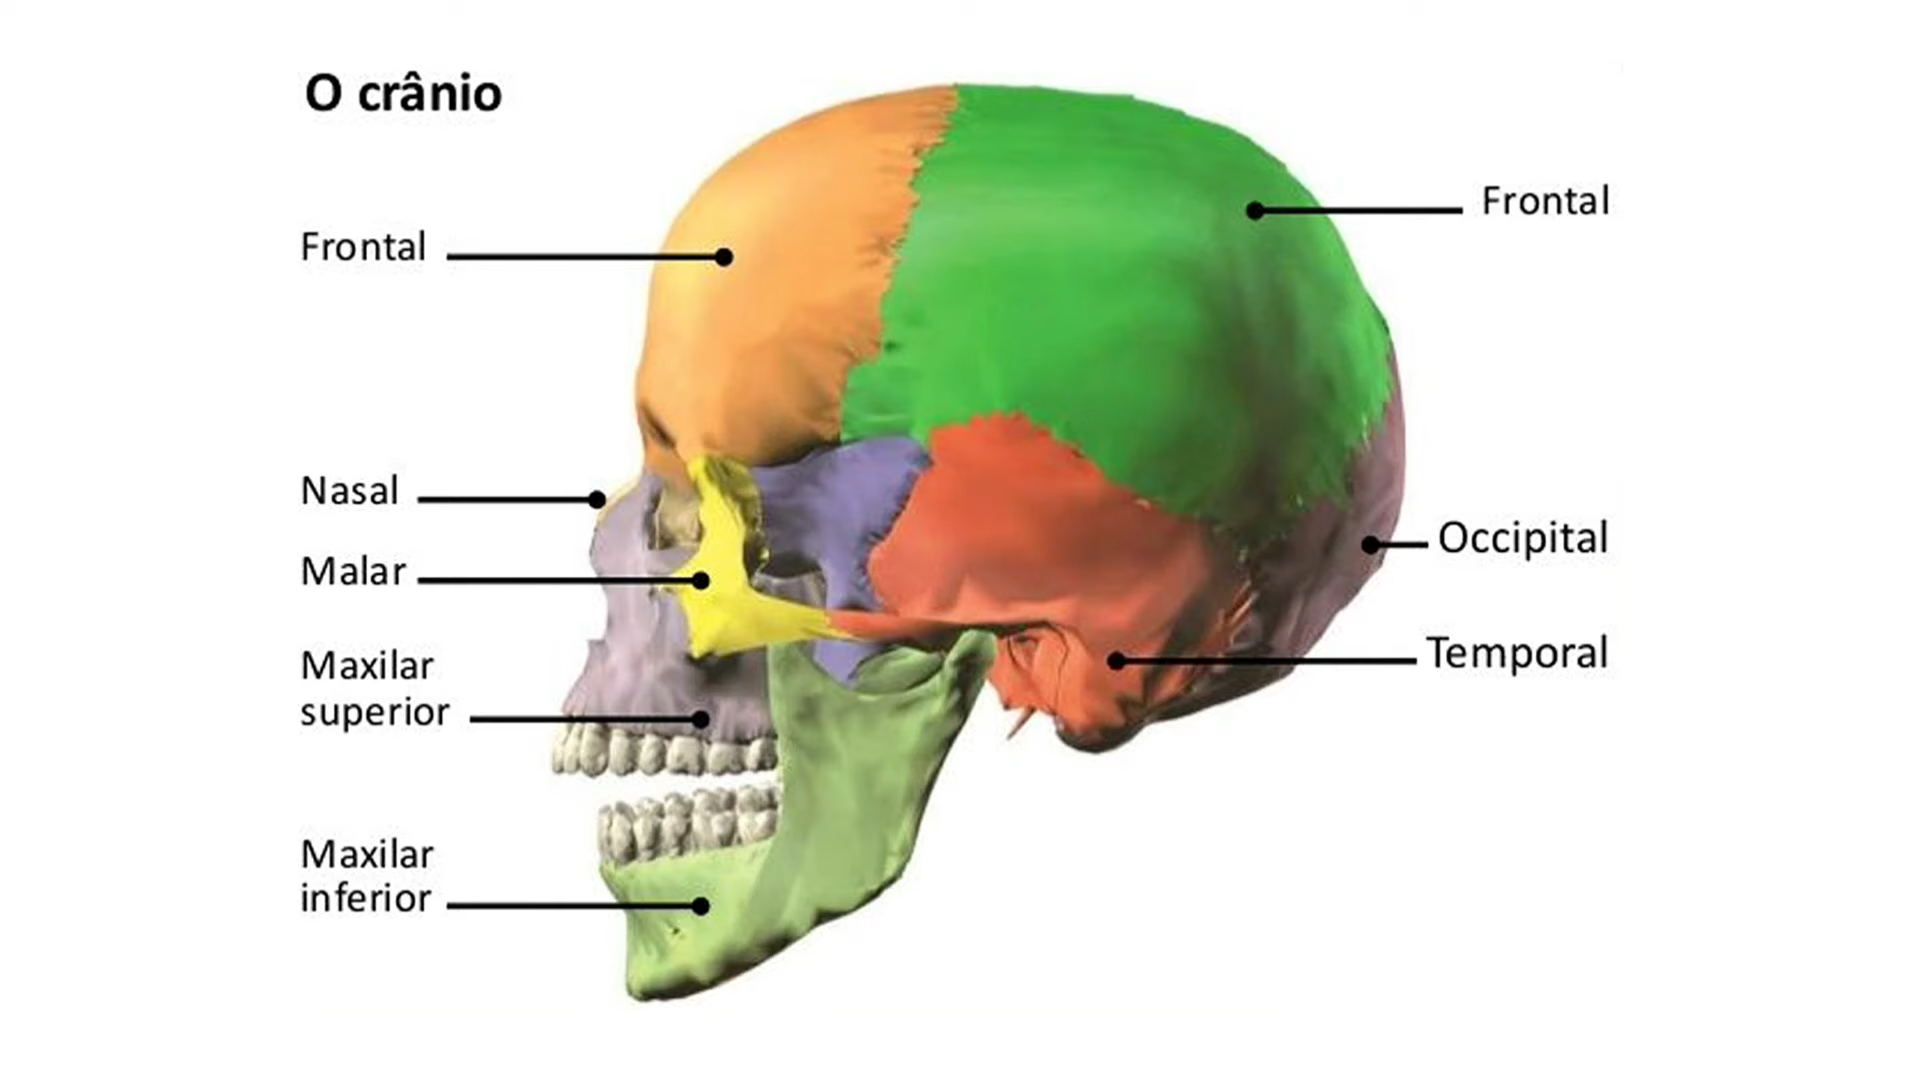 O crânio
Frontal
Nasal
Malar
Maxilar
superior
Maxilar
inferior
Frontal
Occipital
Temporal